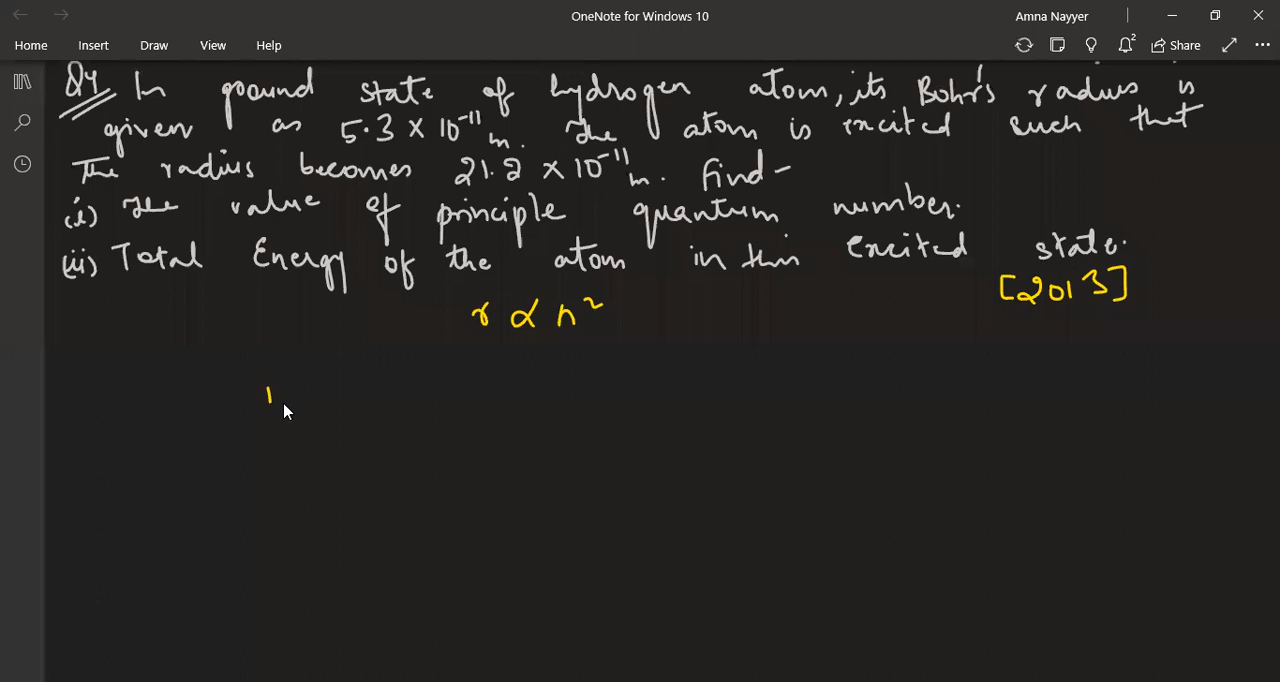 OneNote for Windows 10
Amna Nayyer
Home Insert Draw View Help
2 Share
Q4 In ground state of hydrogen atom, its Bohr's radius is
given as 5.3 × 10⁻¹¹ m. The atom is excited such that
The radius becomes 21.2 × 10⁻¹¹ m. Find -
(i) The value of principle quantum number.
(ii) Total Energy of the atom in this excited state.
[2013]
r ∝ n²